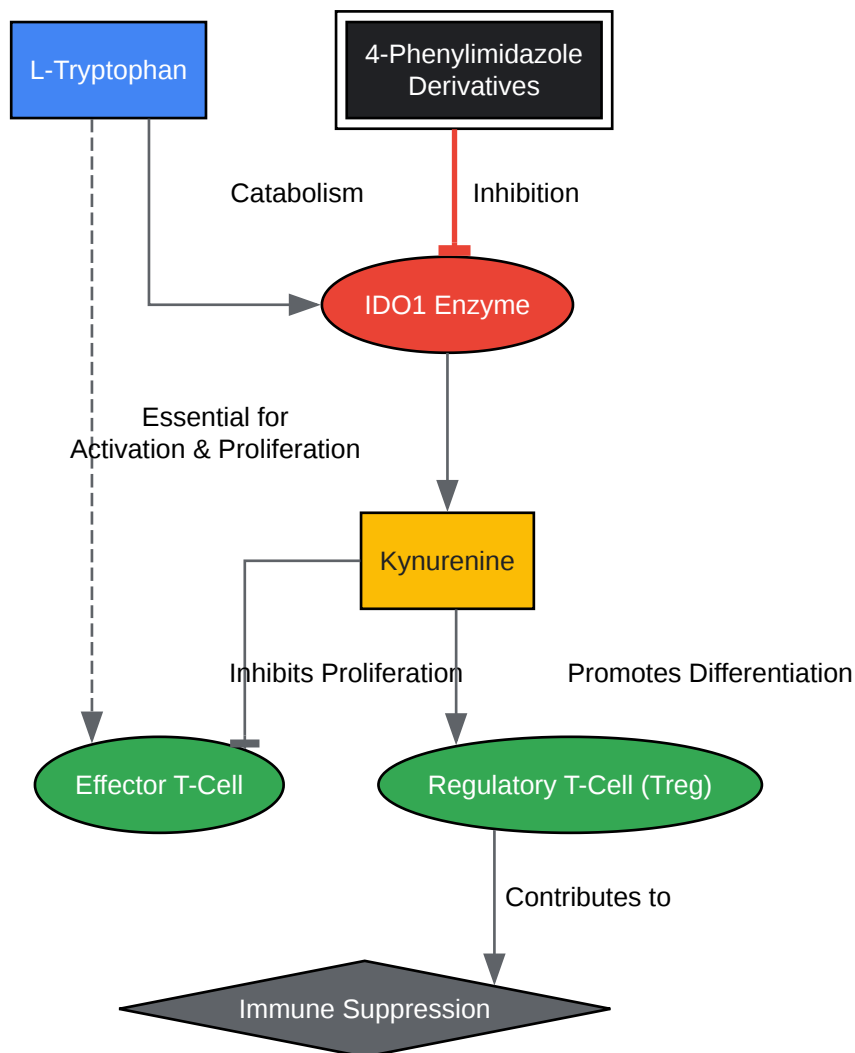 L-Tryptophan
4-Phenylimidazole
Derivatives
Catabolism
Inhibition
IDO1 Enzyme
Essential for
Activation & Proliferation
Kynurenine
Inhibits Proliferation
Promotes Differentiation
Effector T-Cell
Regulatory T-Cell (Treg)
Contributes to
Immune Suppression